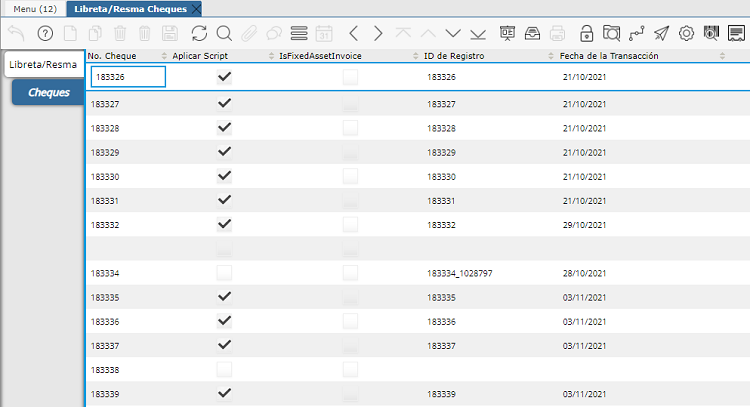 Menu (12) Libreta/Resma Cheques
Libreta/Resma
Cheques
No. Cheque Aplicar Script IsFixedAssetInvoice ID de Registro Fecha de la Transacción
183326 183326 21/10/2021
183327 183327 21/10/2021
183328 183328 21/10/2021
183329 183329 21/10/2021
183330 183330 21/10/2021
183331 183331 21/10/2021
183332 183332 29/10/2021
183334 183334_1028797 28/10/2021
183335 183335 03/11/2021
183336 183336 03/11/2021
183337 183337 03/11/2021
183338
183339 183339 03/11/2021